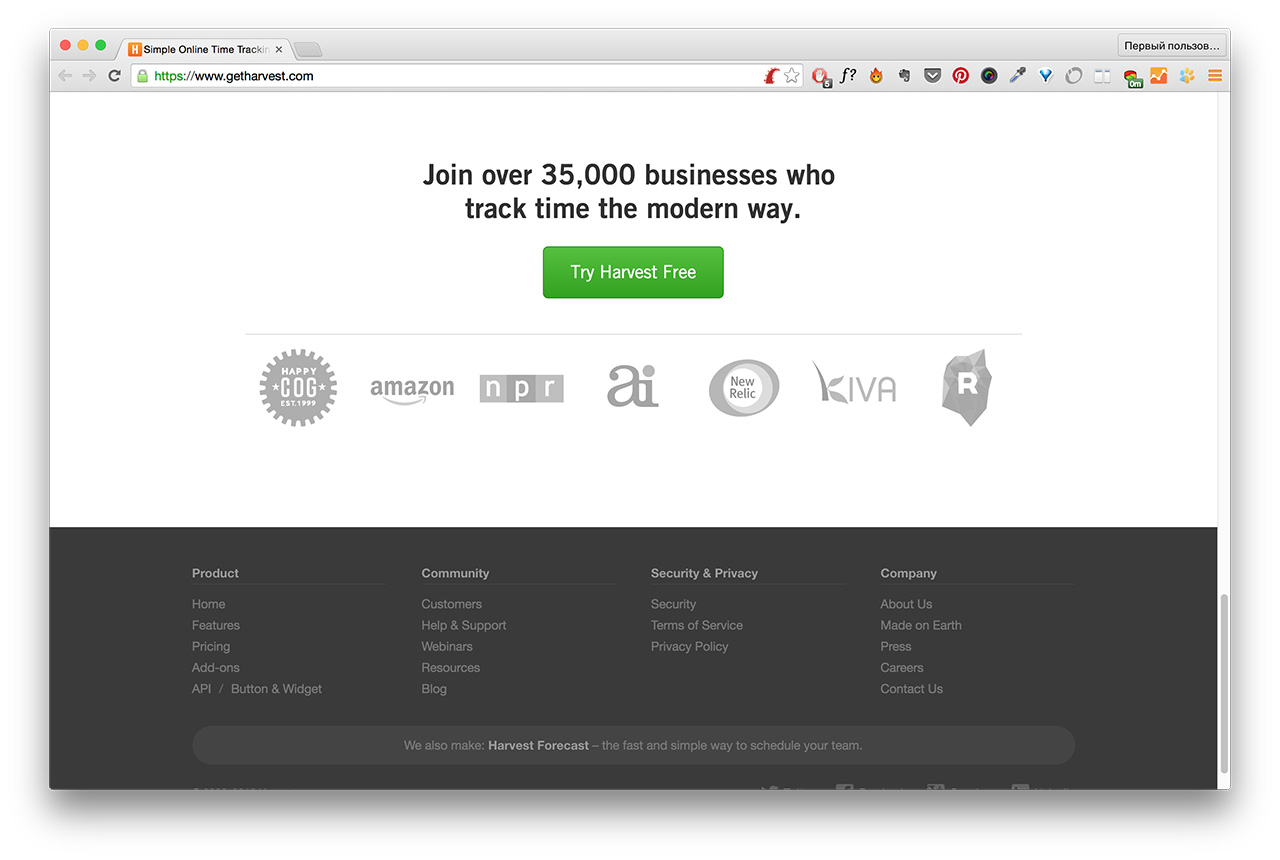 Simple Online Time Trackin
Первый пользов...
https://www.getharvest.com
5
f?
0m
Join over 35,000 businesses who
track time the modern way.
Try Harvest Free
HAPPY
COG
EST.1999
amazon
npr
ai
New
Relic
KIVA
R
Product
Home
Features
Pricing
Add-ons
API / Button & Widget
Community
Customers
Help & Support
Webinars
Resources
Blog
Security & Privacy
Security
Terms of Service
Privacy Policy
Company
About Us
Made on Earth
Press
Careers
Contact Us
We also make: Harvest Forecast – the fast and simple way to schedule your team.